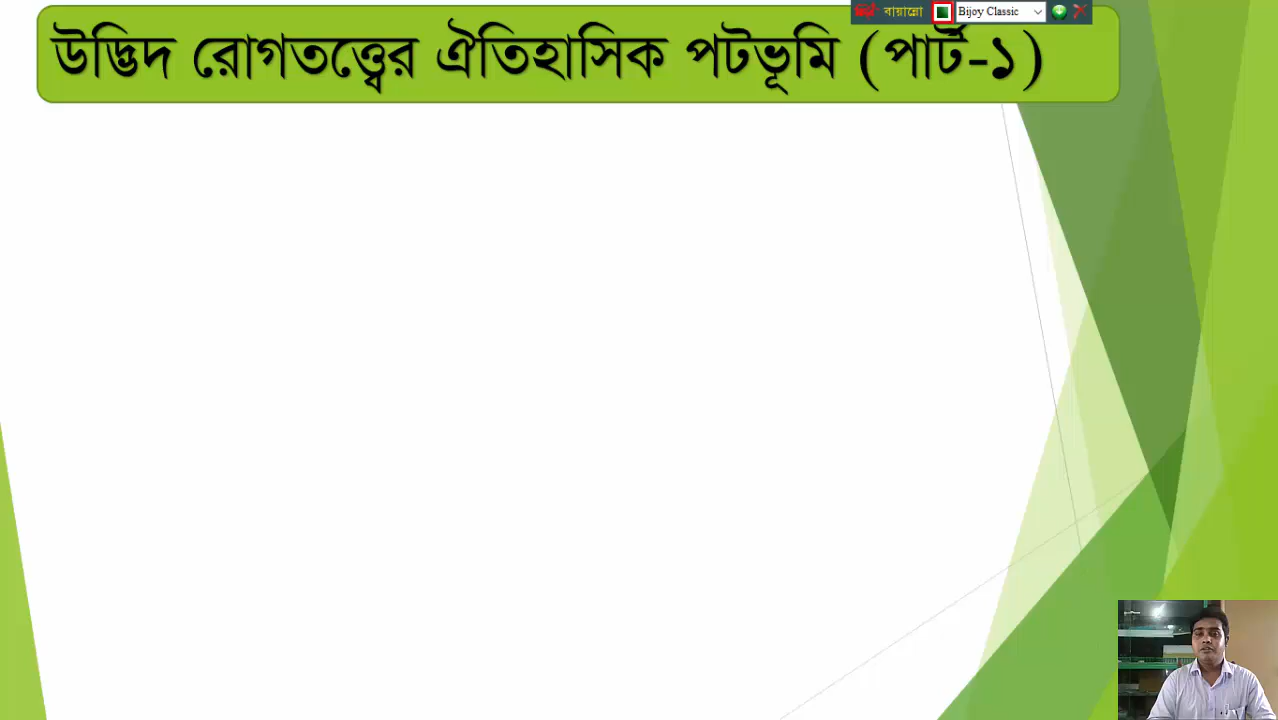 বায়ান্নো Bijoy Classic
উদ্ভিদ রোগতত্ত্বের ঐতিহাসিক পটভূমি (পার্ট-১)